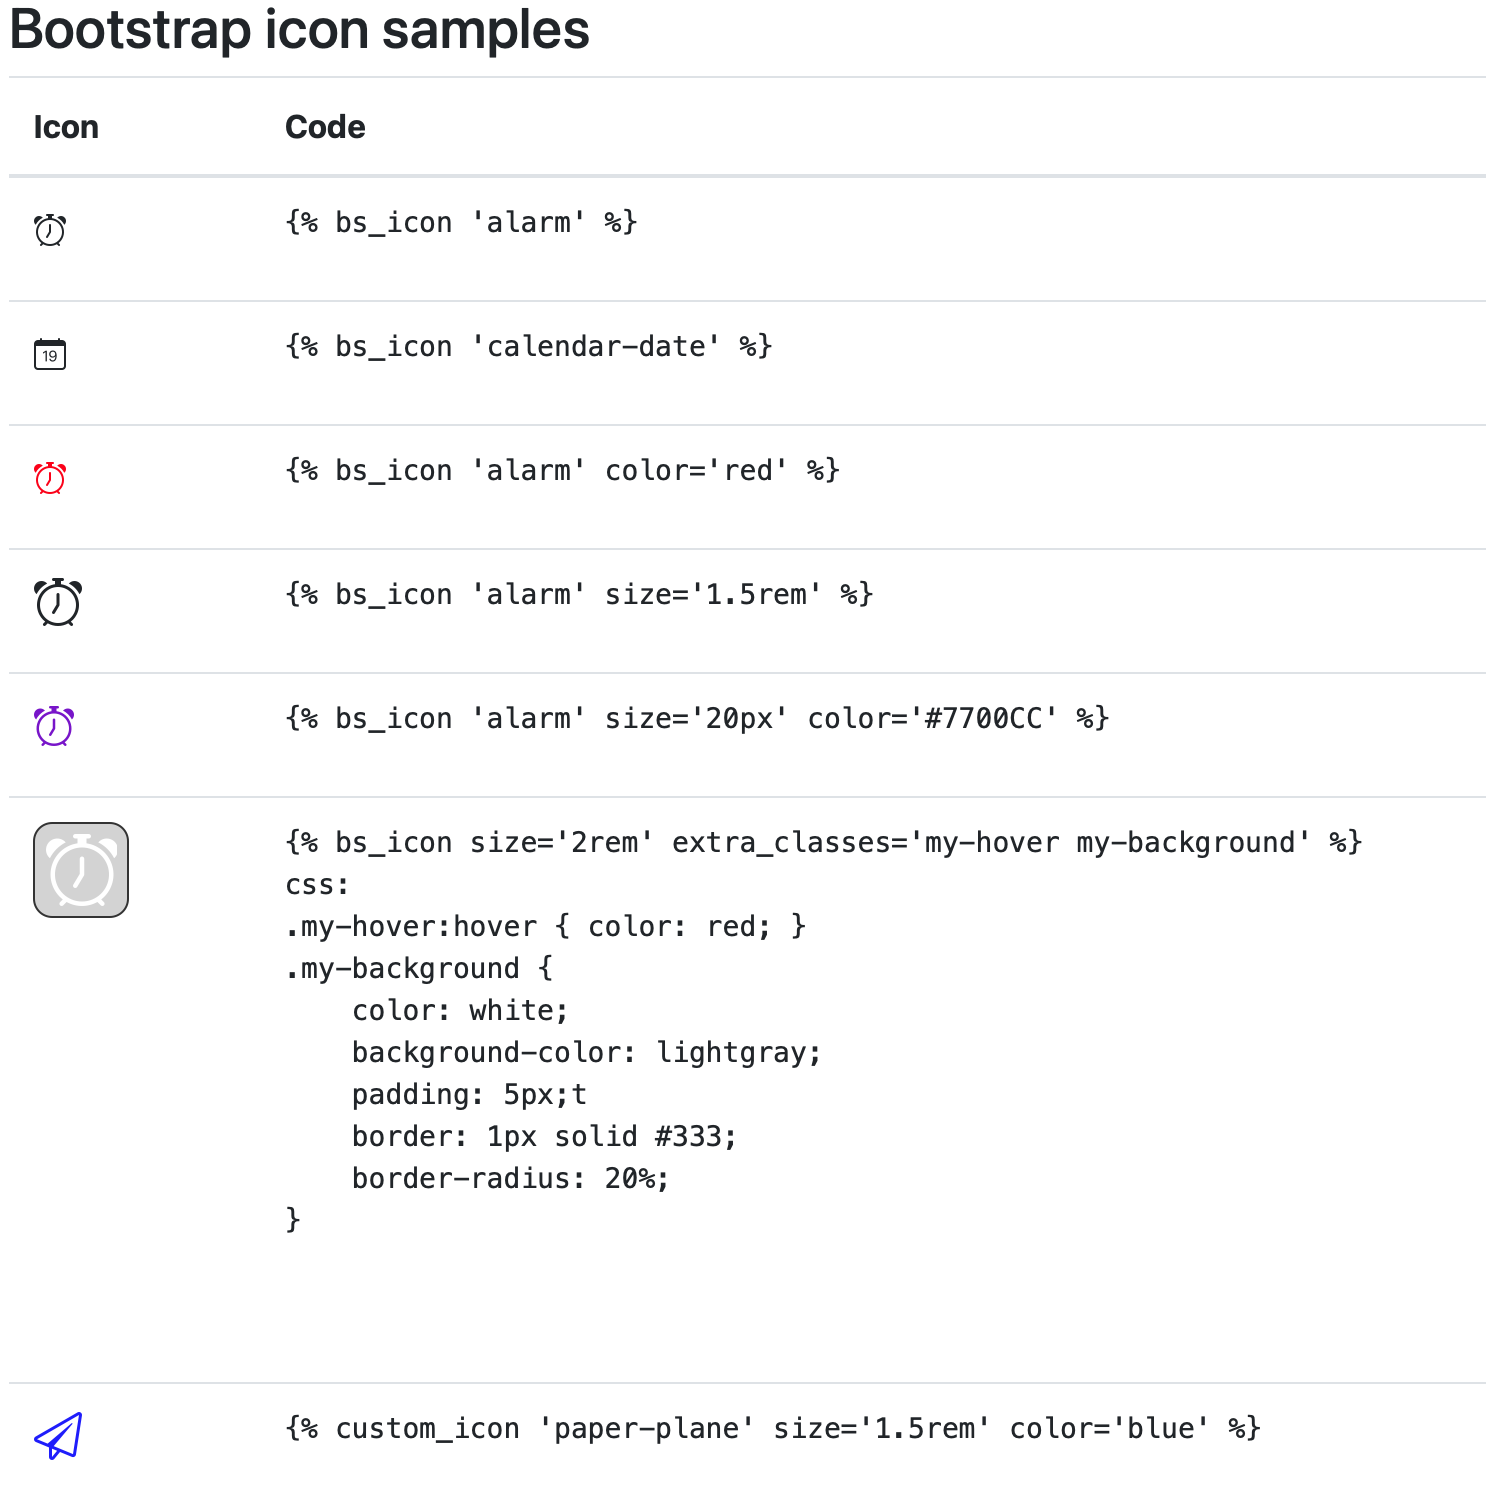 Bootstrap icon samples
Icon Code
{% bs_icon 'alarm' %}
19 {% bs_icon 'calendar-date' %}
{% bs_icon 'alarm' color='red' %}
{% bs_icon 'alarm' size='1.5rem' %}
{% bs_icon 'alarm' size='20px' color='#7700CC' %}
{% bs_icon size='2rem' extra_classes='my-hover my-background' %}
css:
.my-hover:hover { color: red; }
.my-background {
    color: white;
    background-color: lightgray;
    padding: 5px;t
    border: 1px solid #333;
    border-radius: 20%;
}
{% custom_icon 'paper-plane' size='1.5rem' color='blue' %}